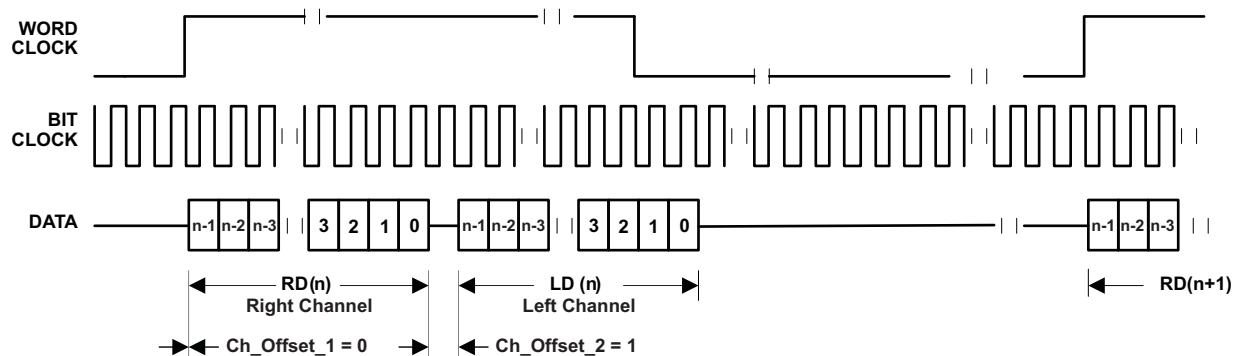 WORD
CLOCK
BIT
CLOCK
DATA
n-1 n-2 n-3 3 2 1 0 n-1 n-2 n-3 3 2 1 0 n-1 n-2 n-3
RD(n) LD (n) RD(n+1)
Right Channel Left Channel
Ch_Offset_1 = 0 Ch_Offset_2 = 1